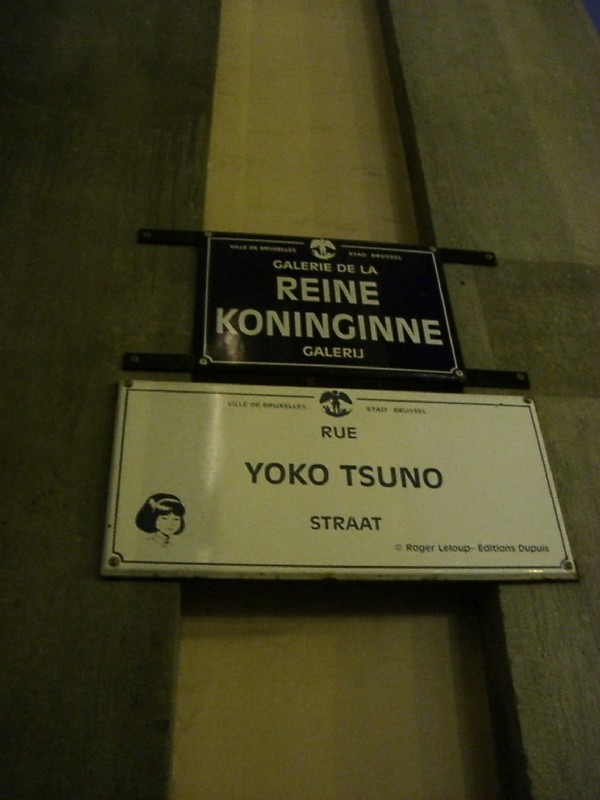 VILLE DE BRUXELLES STAD BRUSSEL
GALERIE DE LA
REINE
KONINGINNE
GALERIJ
VILLE DE BRUXELLES STAD BRUSSEL
RUE
YOKO TSUNO
STRAAT
© Roger Leloup - Éditions Dupuis